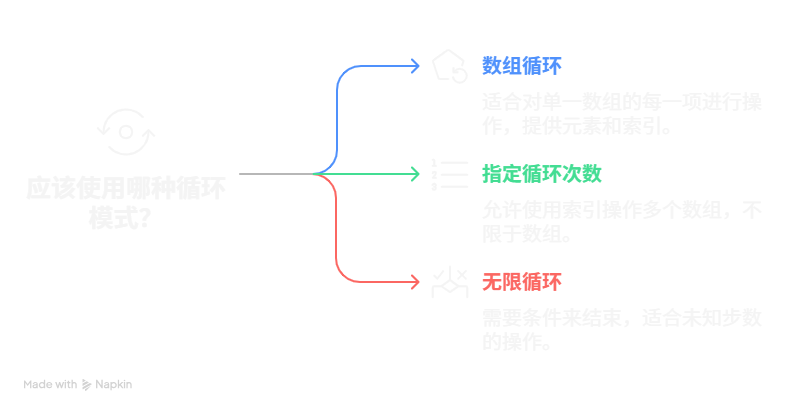 应该使用哪种循环
模式？
数组循环
适合对单一数组的每一项进行操
作，提供元素和索引。
1
2
3
指定循环次数
允许使用索引操作多个数组，不
限于数组。
无限循环
需要条件来结束，适合未知步数
的操作。
Made with Napkin